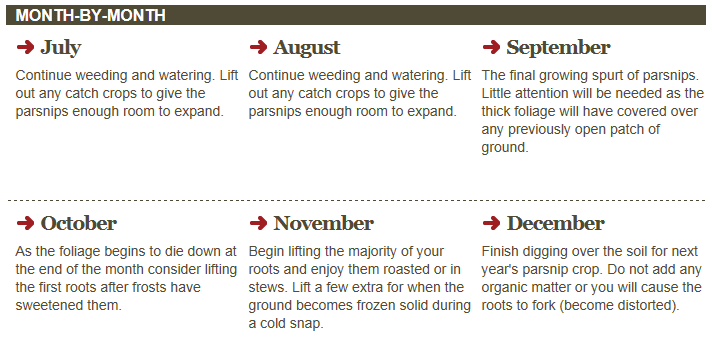 MONTH-BY-MONTH
July
Continue weeding and watering. Lift
out any catch crops to give the
parsnips enough room to expand.
August
Continue weeding and watering. Lift
out any catch crops to give the
parsnips enough room to expand.
September
The final growing spurt of parsnips.
Little attention will be needed as the
thick foliage will have covered over
any previously open patch of
ground.
October
As the foliage begins to die down at
the end of the month consider lifting
the first roots after frosts have
sweetened them.
November
Begin lifting the majority of your
roots and enjoy them roasted or in
stews. Lift a few extra for when the
ground becomes frozen solid during
a cold snap.
December
Finish digging over the soil for next
year's parsnip crop. Do not add any
organic matter or you will cause the
roots to fork (become distorted).